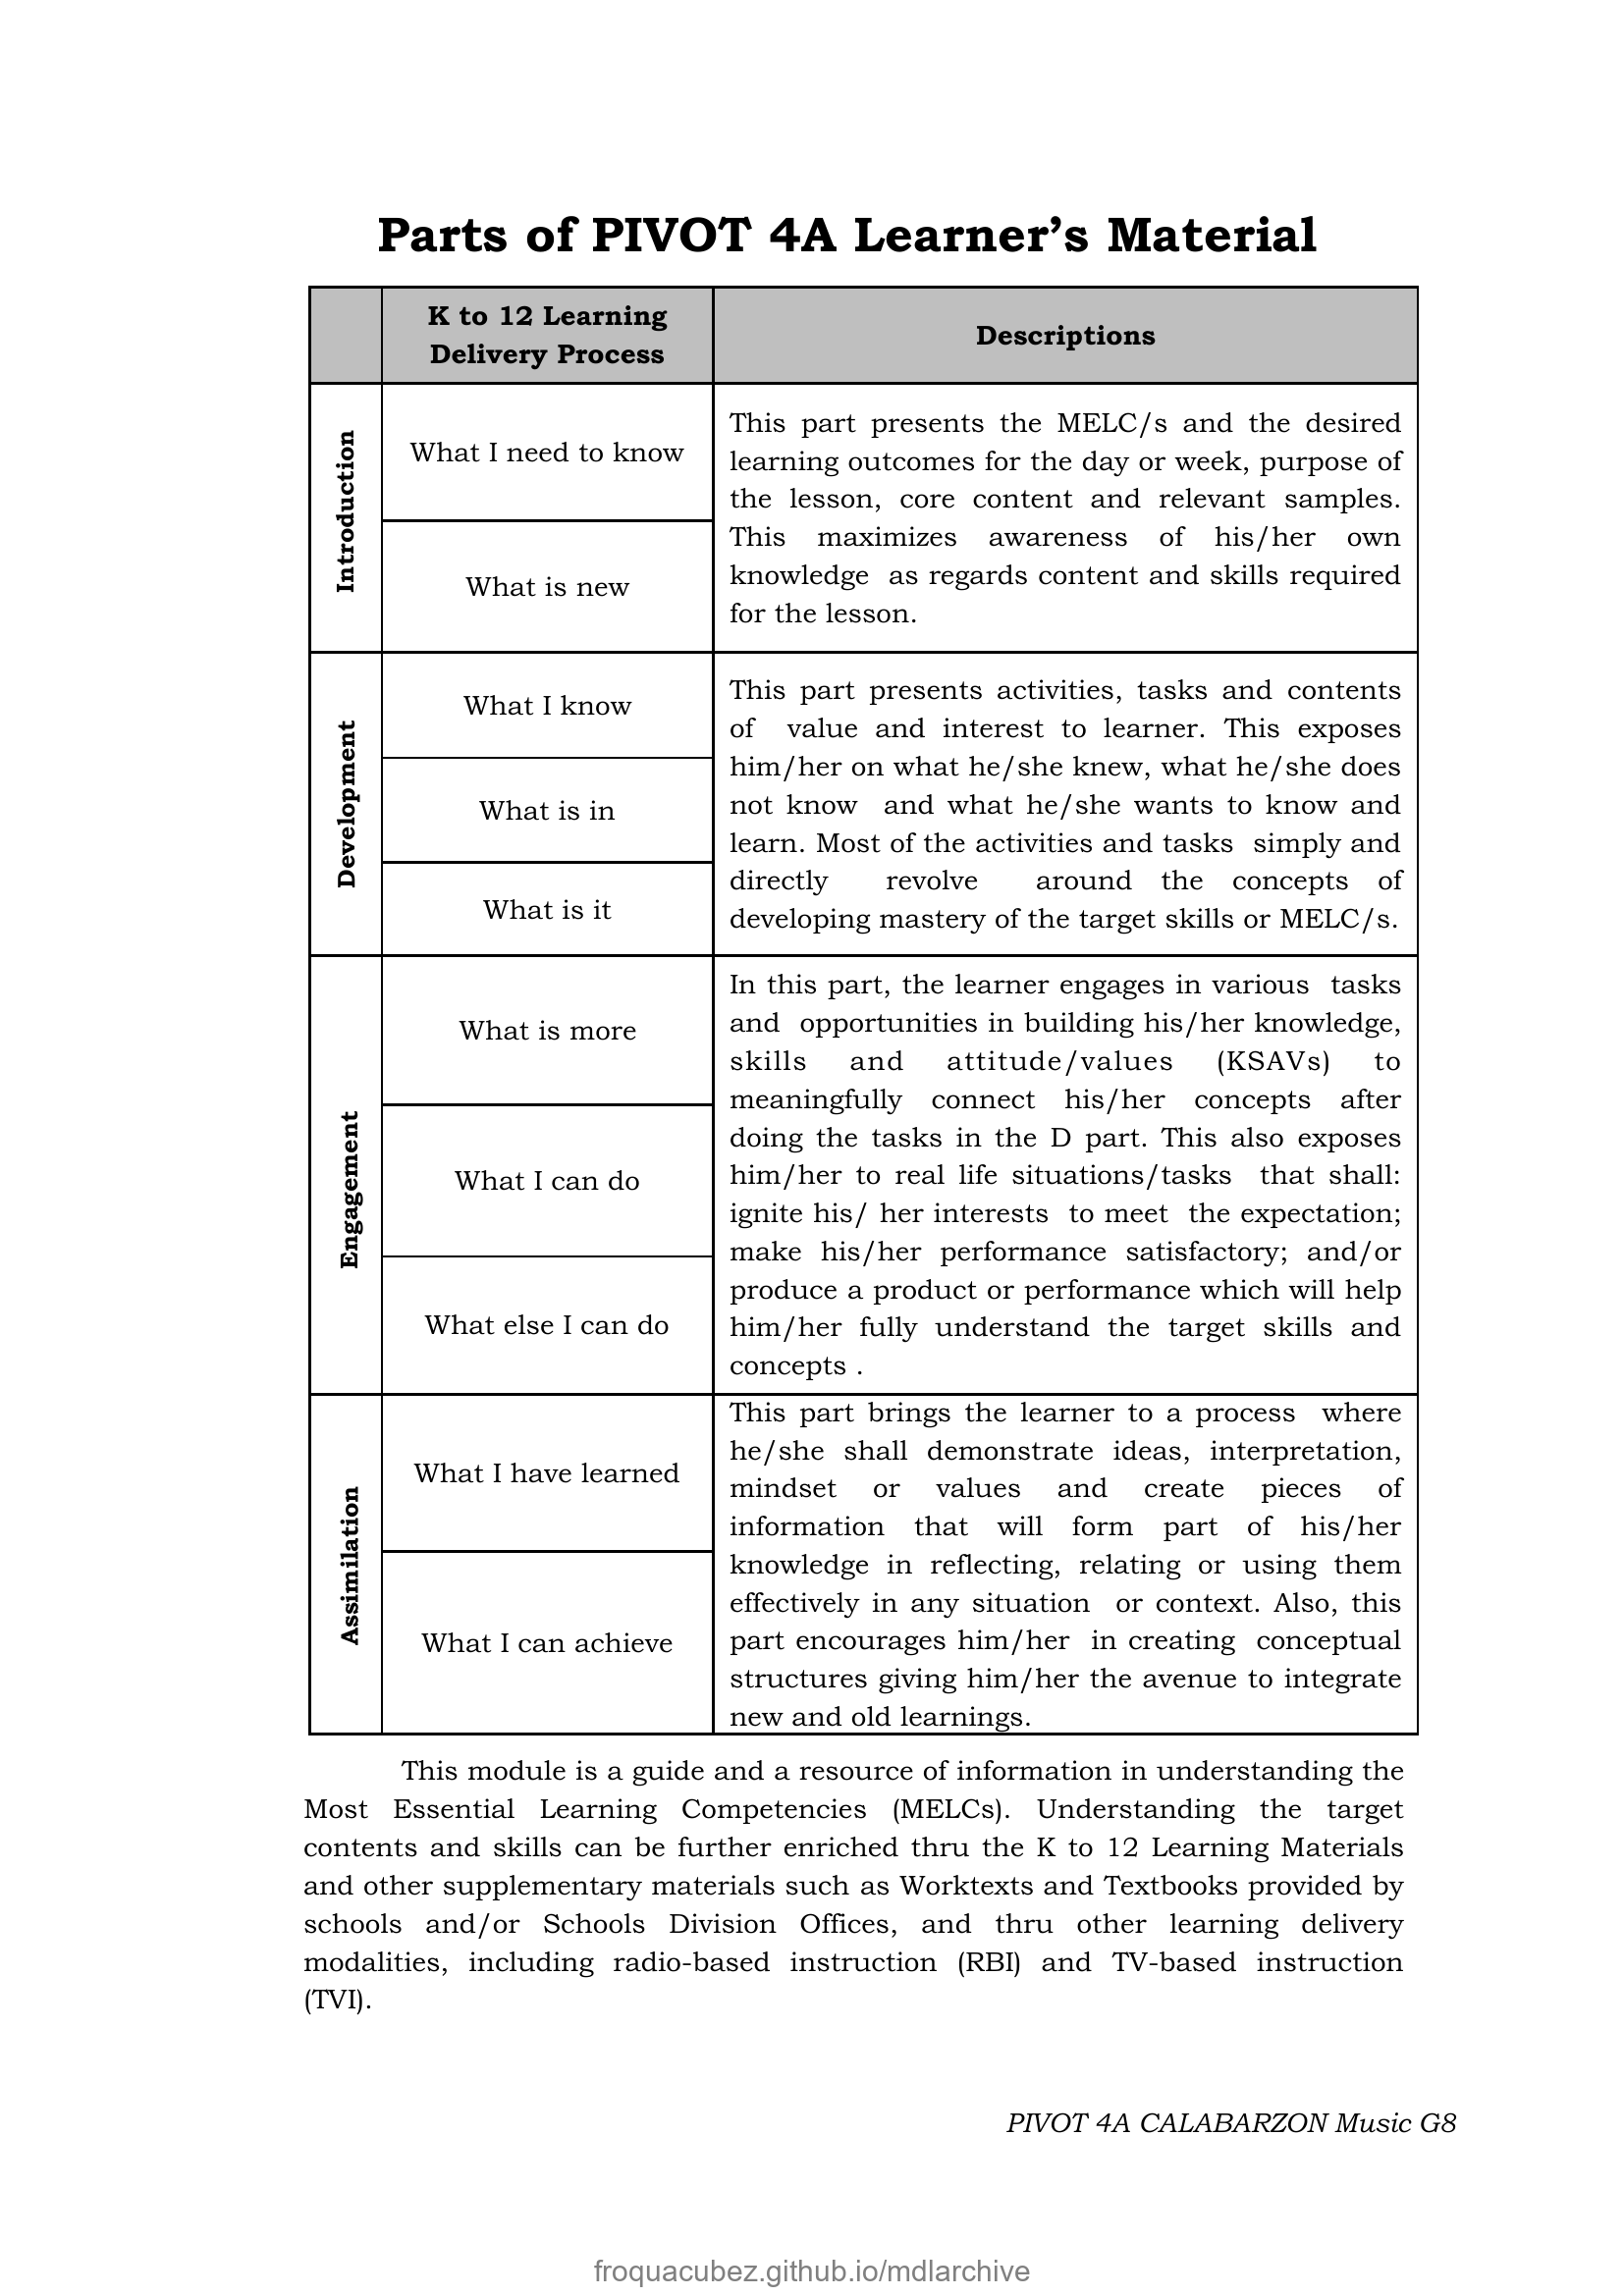 Parts of PIVOT 4A Learner’s Material
K to 12 Learning
Delivery Process
Descriptions
Introduction
What I need to know
What is new
This part presents the MELC/s and the desired
learning outcomes for the day or week, purpose of
the lesson, core content and relevant samples.
This maximizes awareness of his/her own
knowledge as regards content and skills required
for the lesson.
Development
What I know
What is in
What is it
This part presents activities, tasks and contents
of value and interest to learner. This exposes
him/her on what he/she knew, what he/she does
not know and what he/she wants to know and
learn. Most of the activities and tasks simply and
directly revolve around the concepts of
developing mastery of the target skills or MELC/s.
Engagement
What is more
What I can do
What else I can do
In this part, the learner engages in various tasks
and opportunities in building his/her knowledge,
skills and attitude/values (KSAVs) to
meaningfully connect his/her concepts after
doing the tasks in the D part. This also exposes
him/her to real life situations/tasks that shall:
ignite his/ her interests to meet the expectation;
make his/her performance satisfactory; and/or
produce a product or performance which will help
him/her fully understand the target skills and
concepts .
Assimilation
What I have learned
What I can achieve
This part brings the learner to a process where
he/she shall demonstrate ideas, interpretation,
mindset or values and create pieces of
information that will form part of his/her
knowledge in reflecting, relating or using them
effectively in any situation or context. Also, this
part encourages him/her in creating conceptual
structures giving him/her the avenue to integrate
new and old learnings.
This module is a guide and a resource of information in understanding the
Most Essential Learning Competencies (MELCs). Understanding the target
contents and skills can be further enriched thru the K to 12 Learning Materials
and other supplementary materials such as Worktexts and Textbooks provided by
schools and/or Schools Division Offices, and thru other learning delivery
modalities, including radio-based instruction (RBI) and TV-based instruction
(TVI).
PIVOT 4A CALABARZON Music G8
froquacubez.github.io/mdlarchive